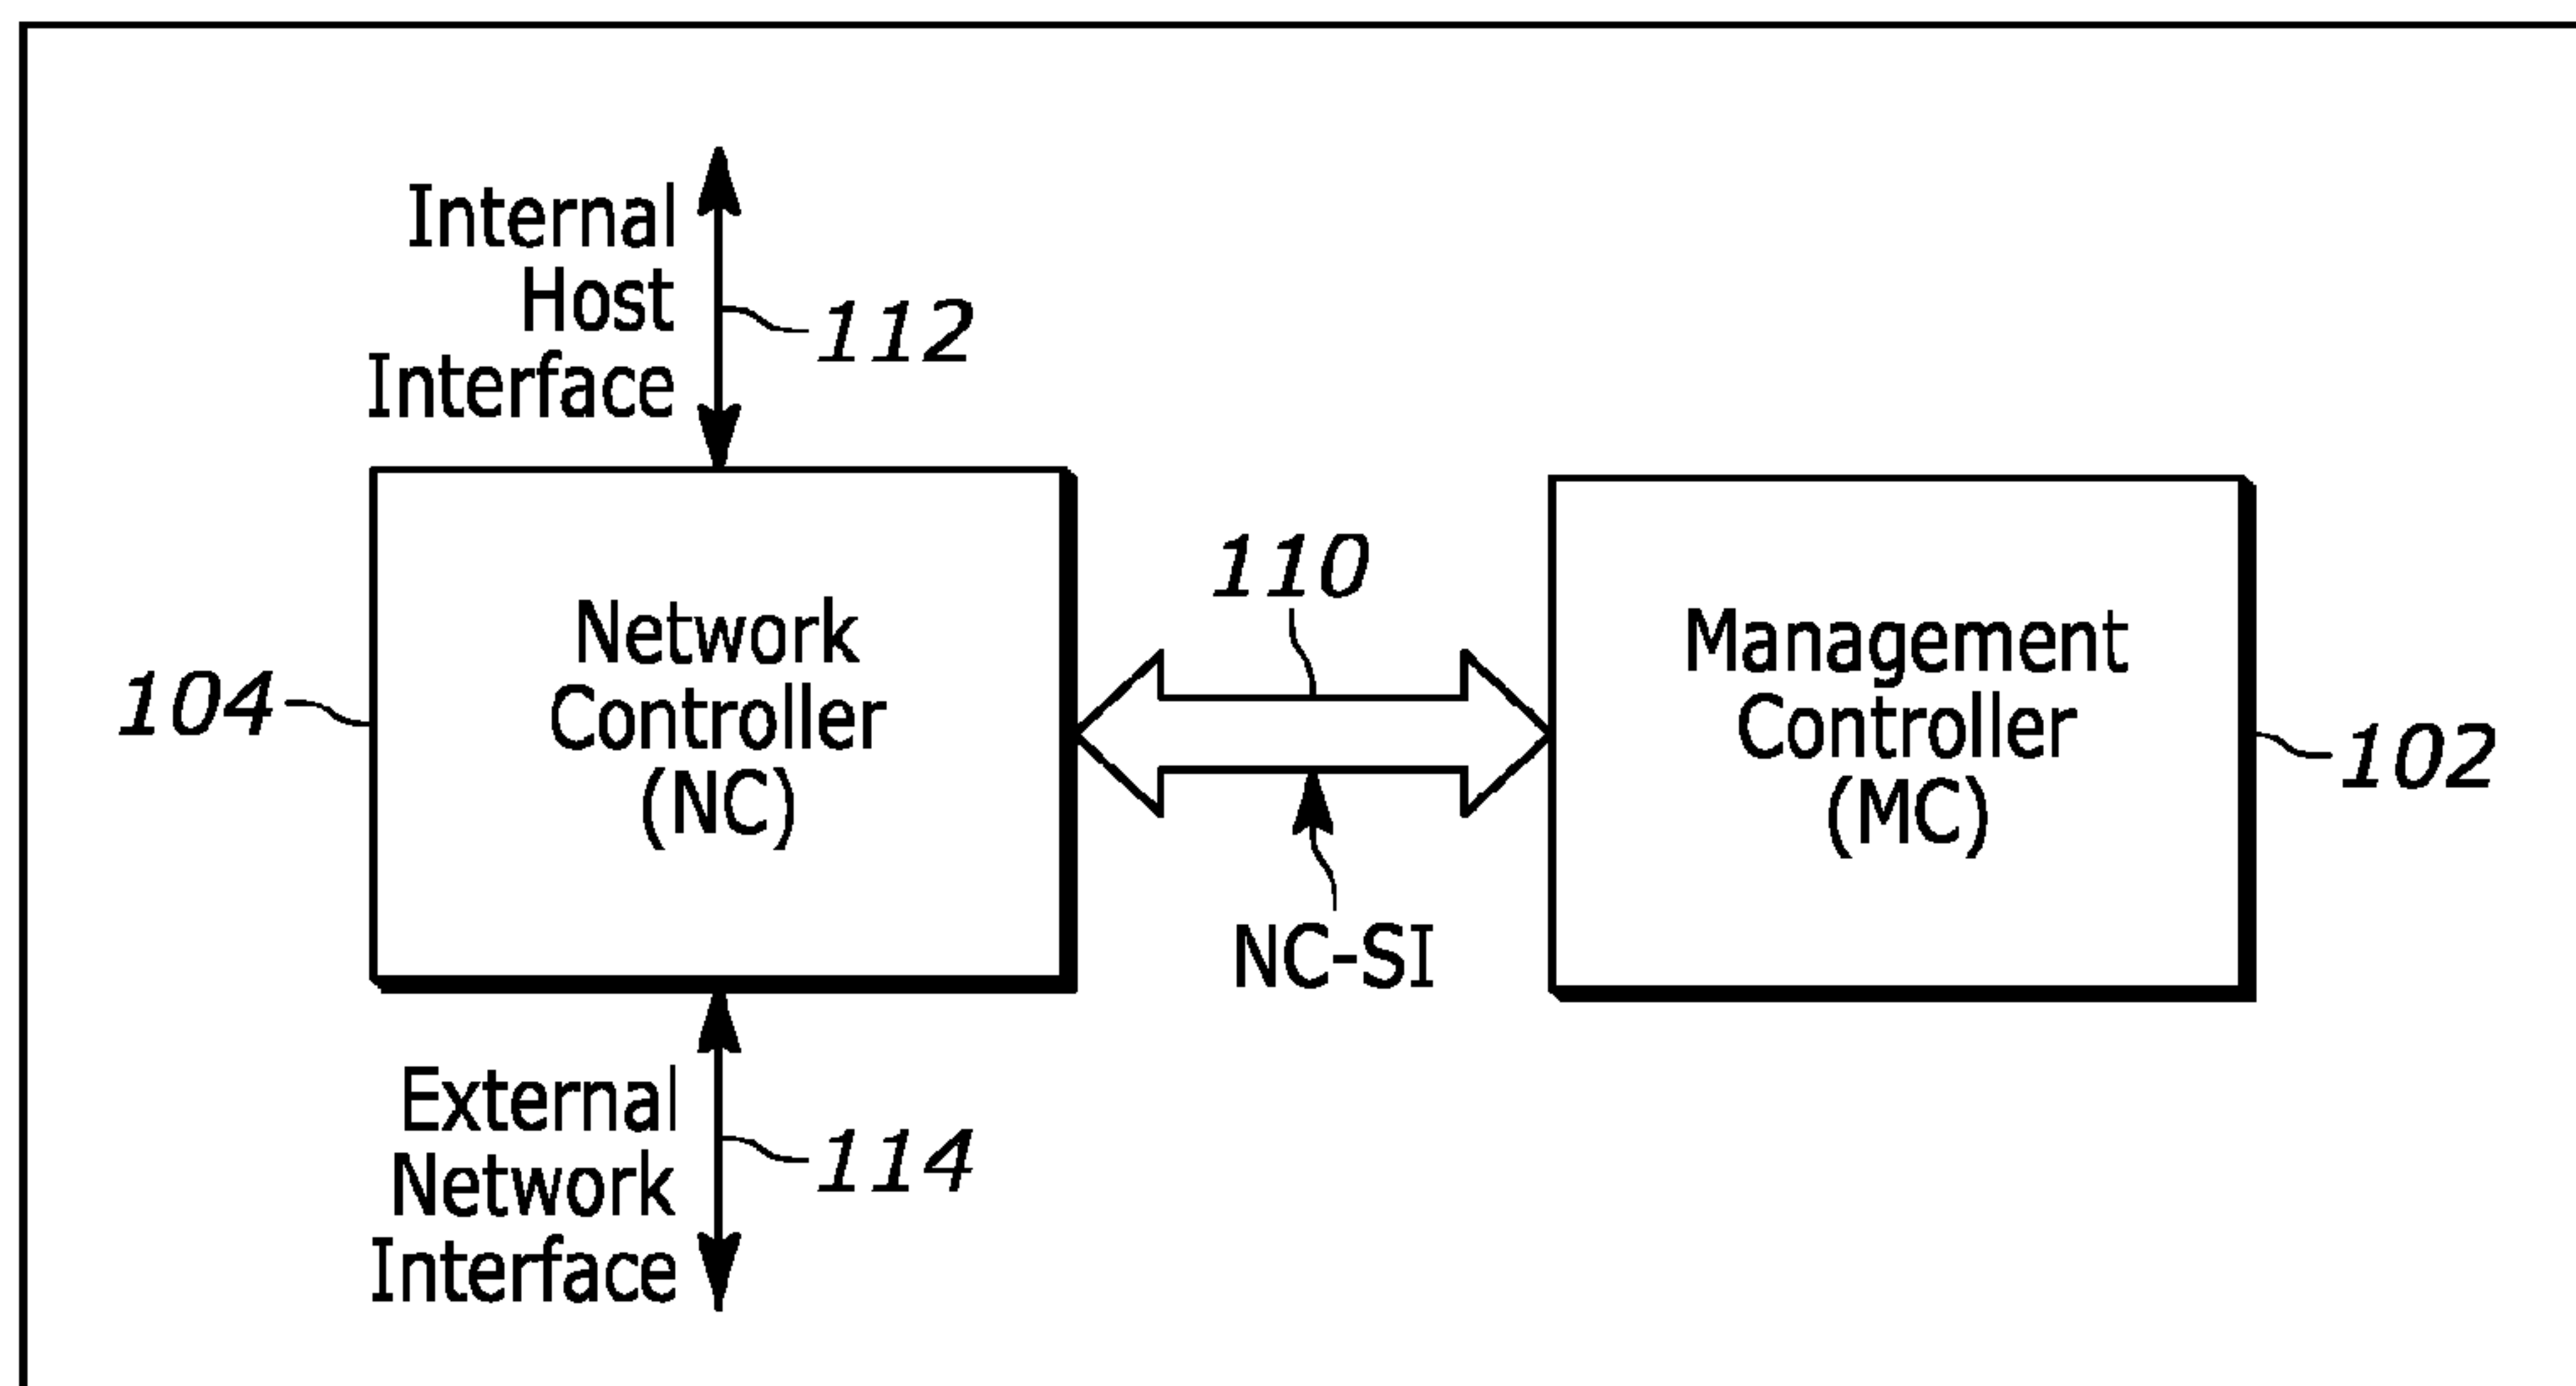 Internal
Host
Interface
112
Network
Controller
(NC)
104
110
NC-SI
Management
Controller
(MC)
102
External
Network
Interface
114